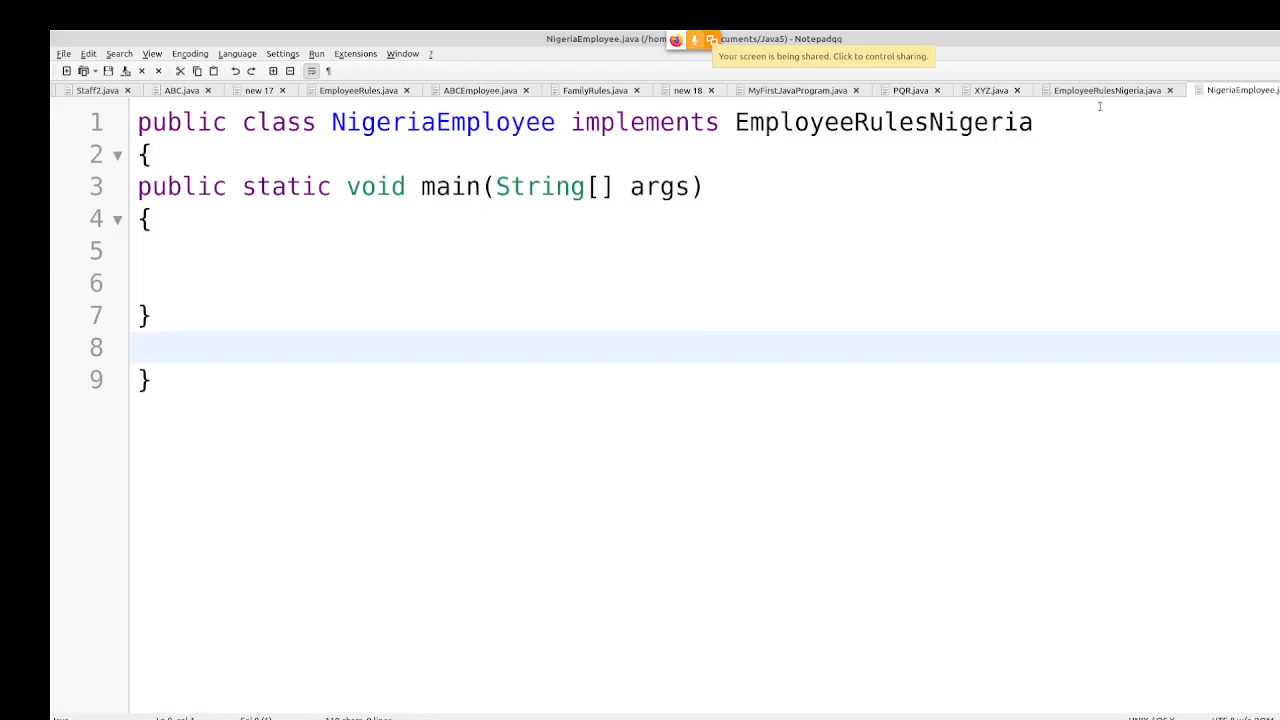 NigeriaEmployee.java (/hom cuments/Java5) - Notepadqq
Your screen is being shared. Click to control sharing.
File Edit Search View Encoding Language Settings Run Extensions Window ?
Staff2.java ABC.java new 17 EmployeeRules.java ABCEmployee.java FamilyRules.java new 18 MyFirstJavaProgram.java PQR.java XYZ.java EmployeeRulesNigeria.java NigeriaEmployee.j
1 public class NigeriaEmployee implements EmployeeRulesNigeria
2 {
3 public static void main(String[] args)
4 {
5
6
7 }
8
9 }